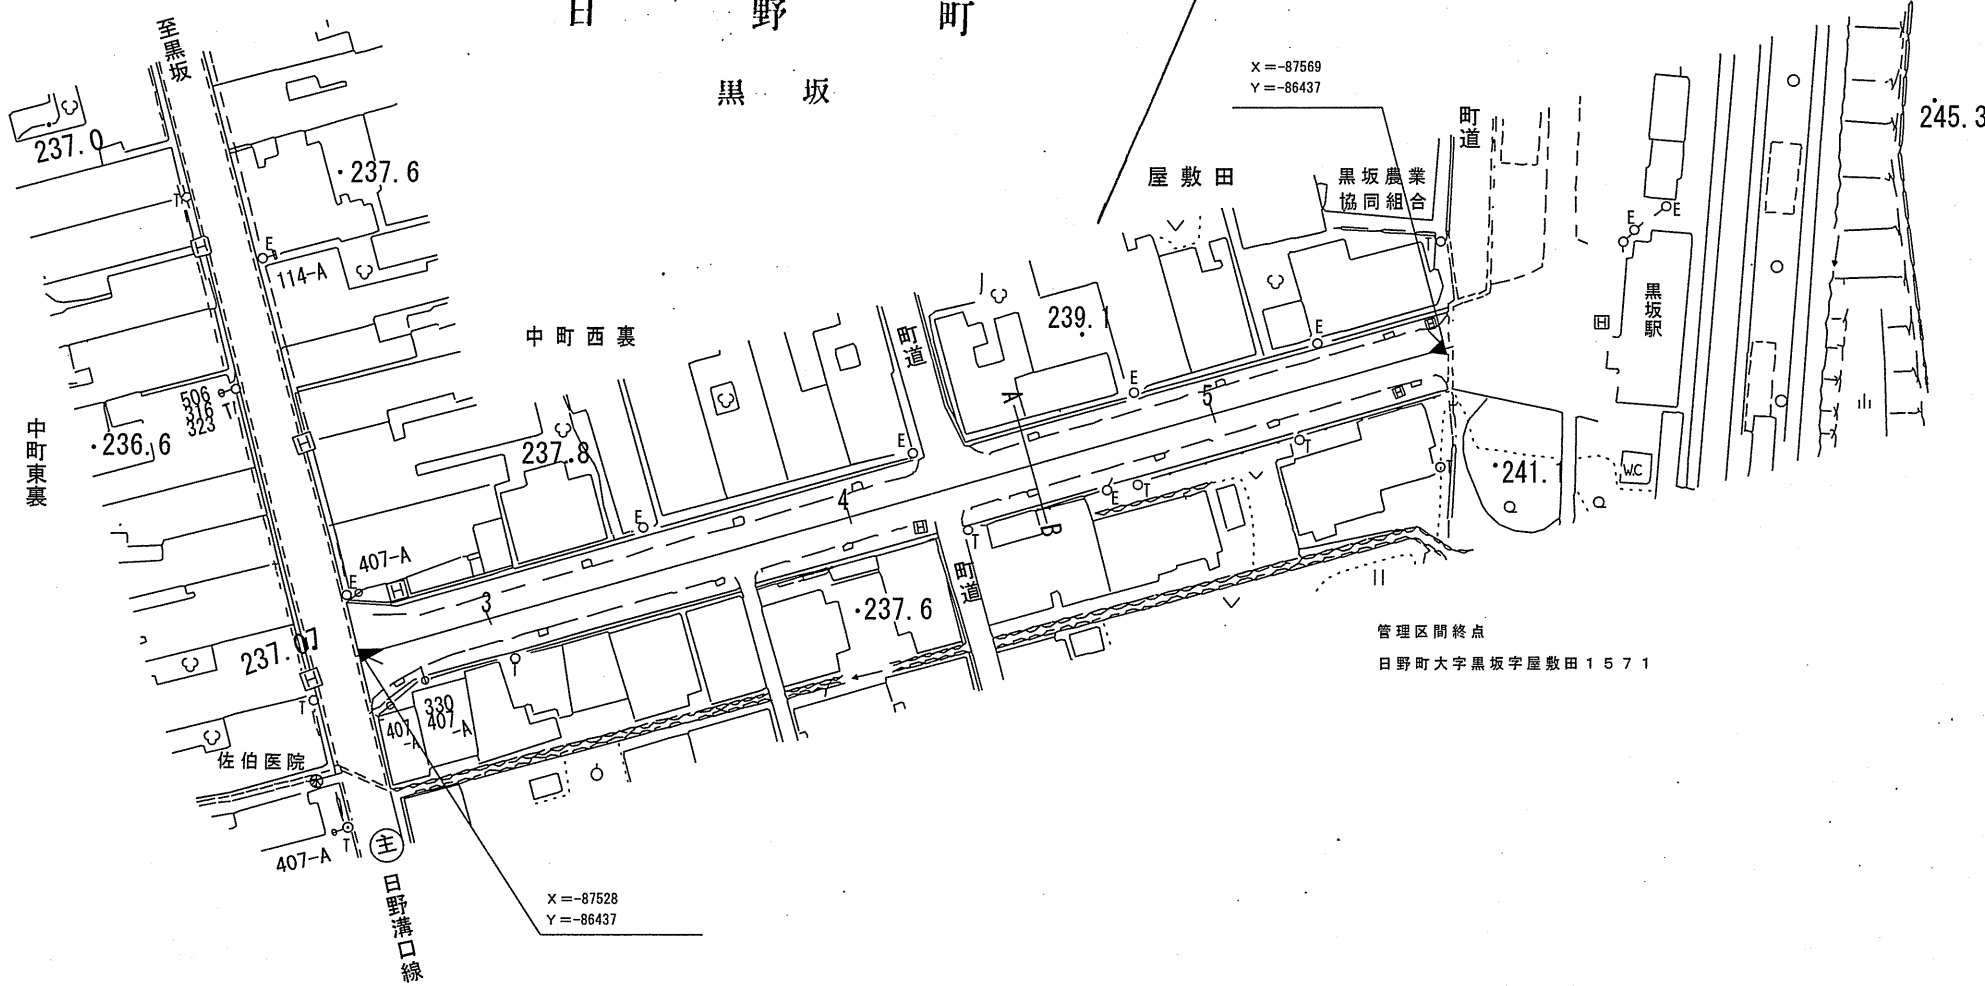 日野町
黒坂
至黒坂
X=-87569
Y=-86437
町道
245.3
237.0
237.6
屋敷田
黒坂農業
協同組合
T
E
E
E
T
114-A
黒坂駅
H
H
239.1
中町西裏
町道
E
H
E
A
5
H
506
316
323
T
中町東裏
236.6
237.8
E
4
T
T
241.1
W.C
E
T
H
E
H
B
T
407-A
E
H
3
町道
237.6
管理区間終点
日野町大字黒坂字屋敷田1571
237.07
H
T
330
407-A
407-A
佐伯医院
T
407-A
主
日野溝口線
X=-87528
Y=-86437